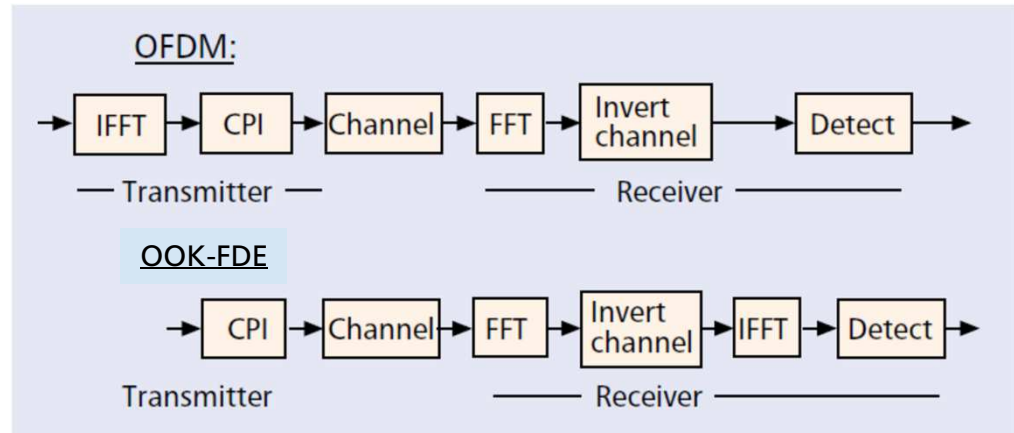 OFDM:
IFFT CPI Channel FFT Invert channel Detect
Transmitter Receiver
OOK-FDE
CPI Channel FFT Invert channel IFFT Detect
Transmitter Receiver